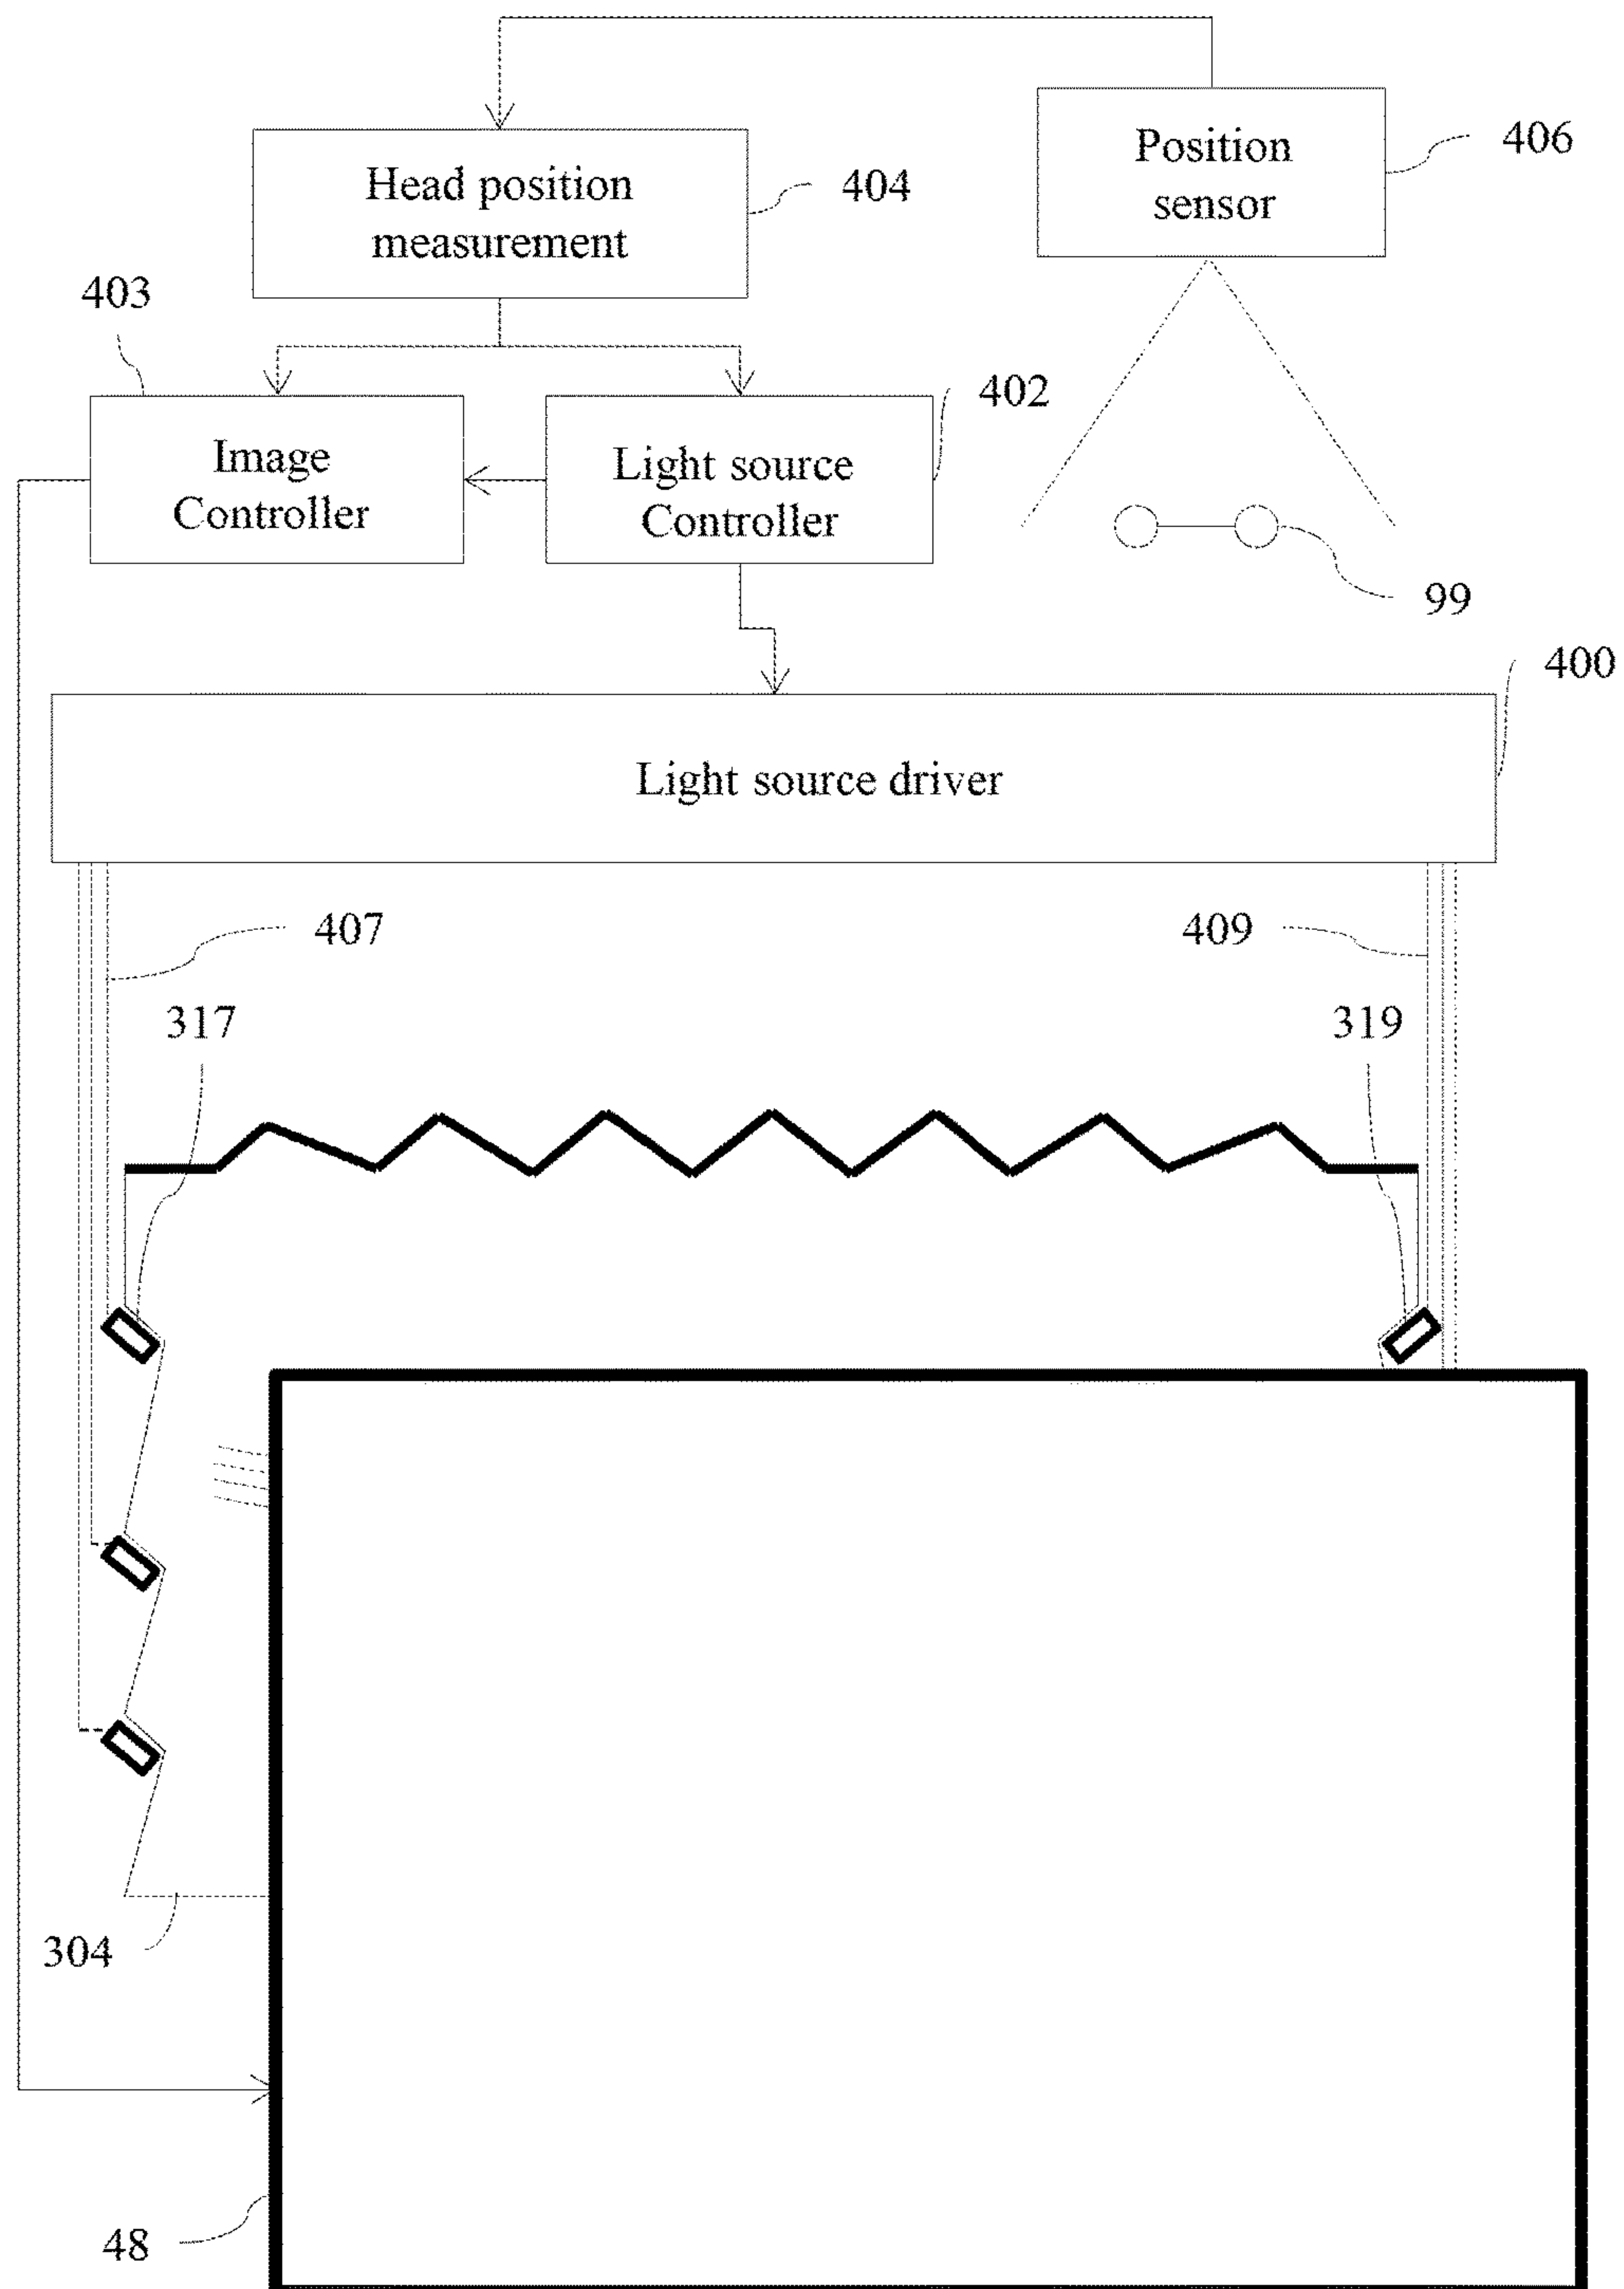 Position
sensor
406
Head position
measurement
404
403
402
Image
Controller
Light source
Controller
99
400
Light source driver
407
409
317
319
304
48